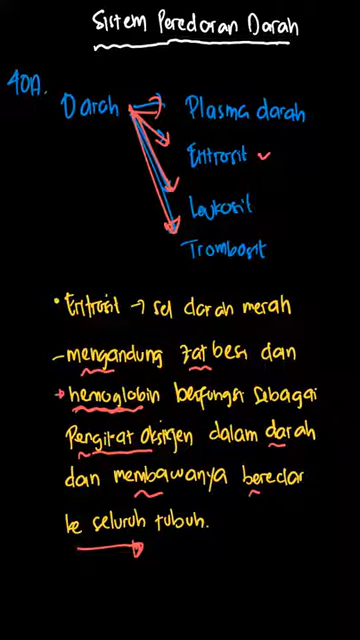 Sistem Peredaran Darah
40A.
Darah
Plasma darah
Eritrosit
Leukosit
Trombosit
• Eritrosit → sel darah merah
- mengandung zat besi dan
hemoglobin berfungsi sebagai
Pengikat Oksigen dalam darah
dan membawanya beredar
ke seluruh tubuh.